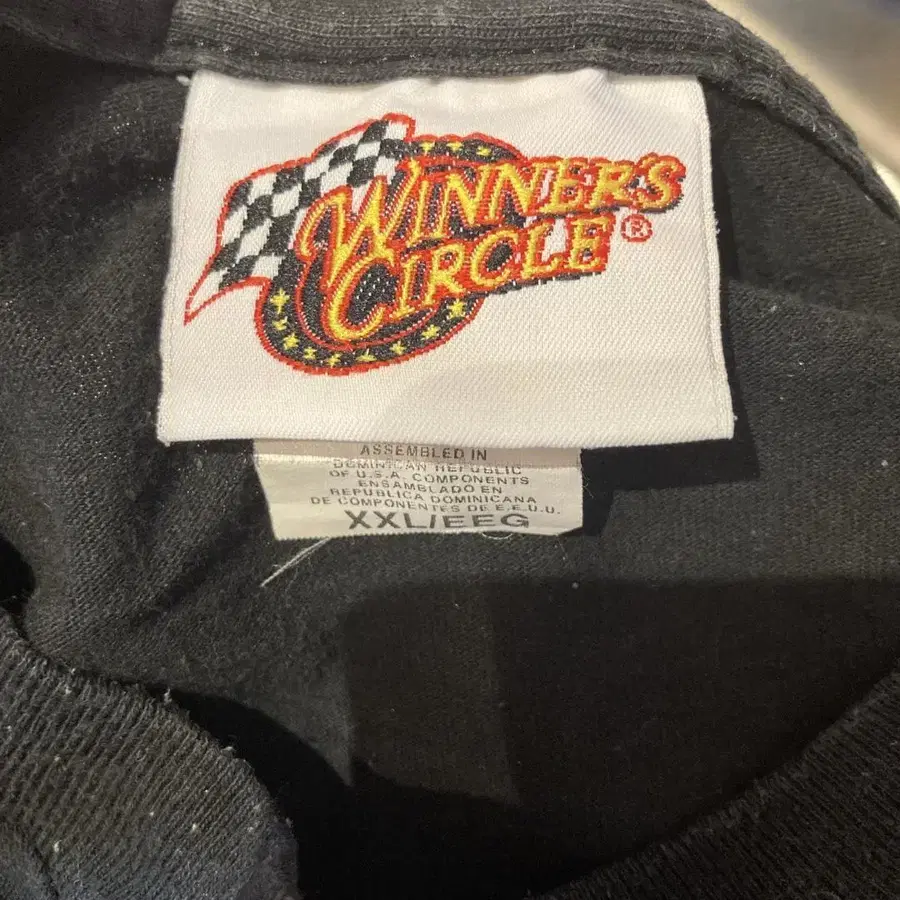 WINNER'S
CIRCLE®
ASSEMBLED IN
DOMINICAN REPUBLIC
OF U.S.A. COMPONENTS
ENSAMBLADO EN
REPUBLICA DOMINICANA
DE COMPONENTES DE E.E.U.U.
XXL/EEG